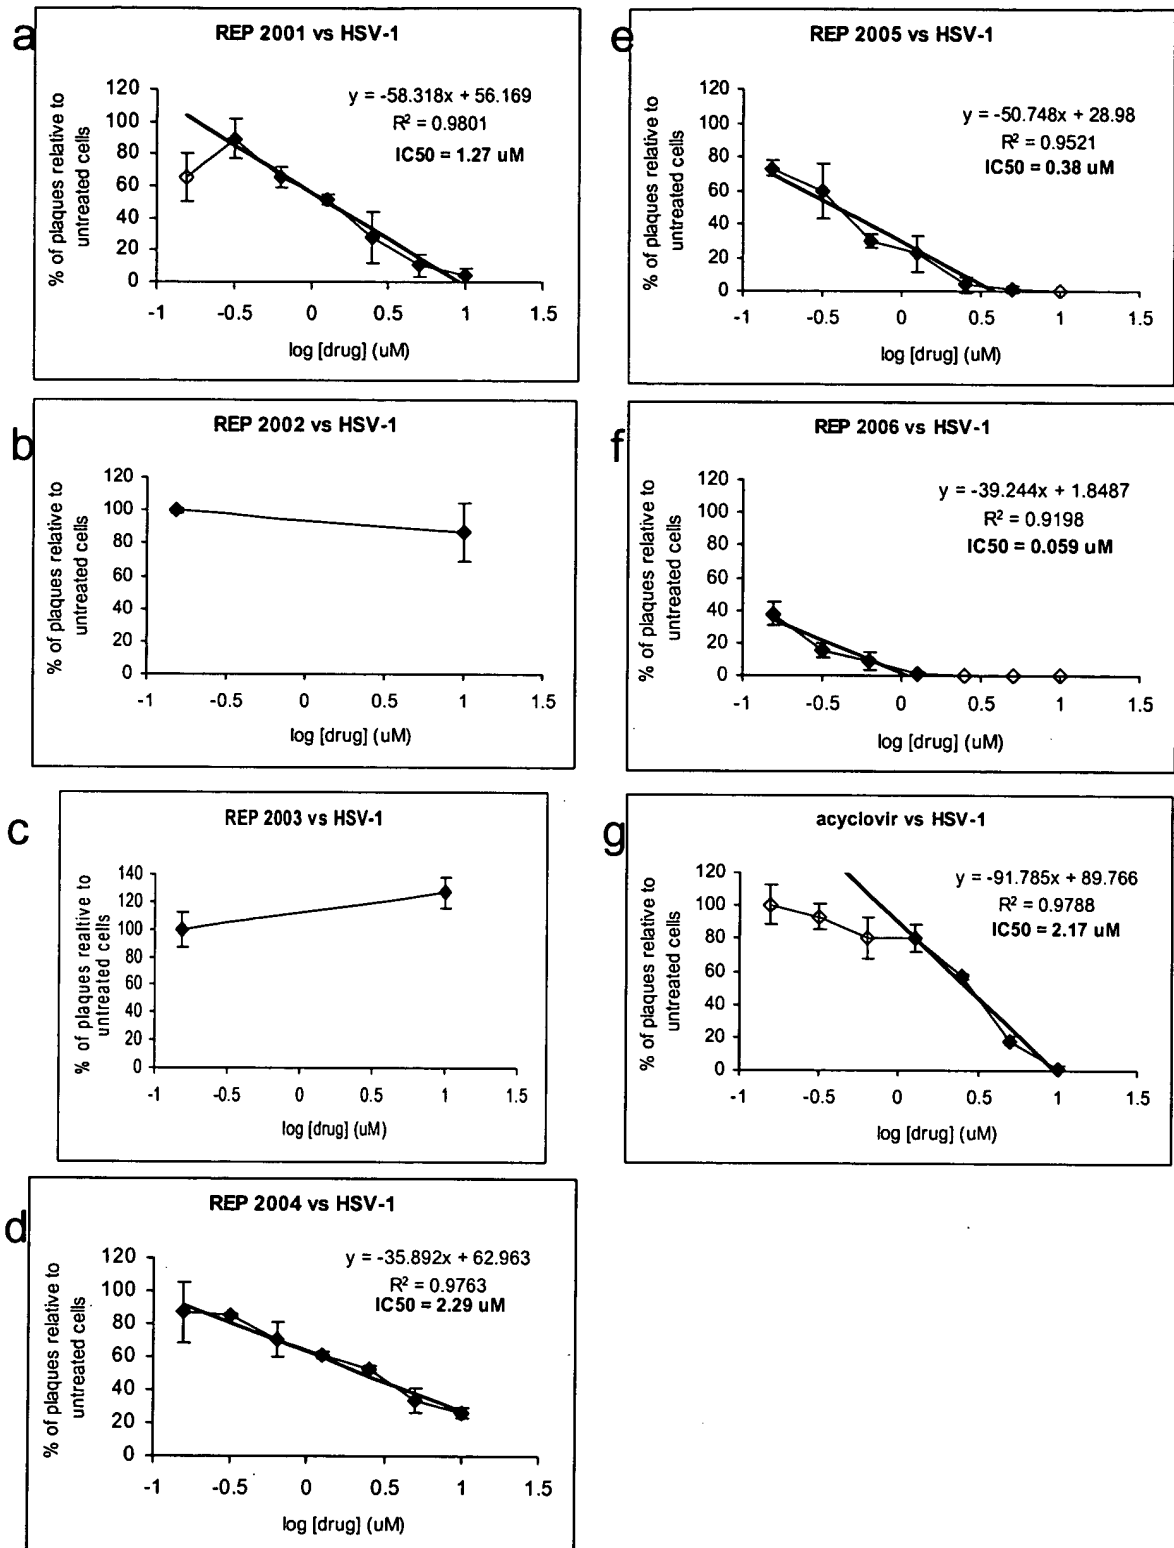 a
REP 2001 vs HSV-1
y = -58.318x + 56.169
R² = 0.9801
IC50 = 1.27 uM
% of plaques relative to
untreated cells
120
100
80
60
40
20
0
-1 -0.5 0 0.5 1 1.5
log [drug] (uM)
b
REP 2002 vs HSV-1
% of plaques relative to
untreated cells
120
100
80
60
40
20
0
-1 -0.5 0 0.5 1 1.5
log [drug] (uM)
c
REP 2003 vs HSV-1
% of plaques realtive to
untreated cells
140
120
100
80
60
40
20
0
-1 -0.5 0 0.5 1 1.5
log [drug] (uM)
d
REP 2004 vs HSV-1
y = -35.892x + 62.963
R² = 0.9763
IC50 = 2.29 uM
% of plaques relative to
untreated cells
120
100
80
60
40
20
0
-1 -0.5 0 0.5 1 1.5
log [drug] (uM)
e
REP 2005 vs HSV-1
y = -50.748x + 28.98
R² = 0.9521
IC50 = 0.38 uM
% of plaques relative to
untreated cells
120
100
80
60
40
20
0
-1 -0.5 0 0.5 1 1.5
log [drug] (uM)
f
REP 2006 vs HSV-1
y = -39.244x + 1.8487
R² = 0.9198
IC50 = 0.059 uM
% of plaques relative to
untreated cells
120
100
80
60
40
20
0
-1 -0.5 0 0.5 1 1.5
log [drug] (uM)
g
acyclovir vs HSV-1
y = -91.785x + 89.766
R² = 0.9788
IC50 = 2.17 uM
% of plaques relative to
untreated cells
120
100
80
60
40
20
0
-1 -0.5 0 0.5 1 1.5
log [drug] (uM)